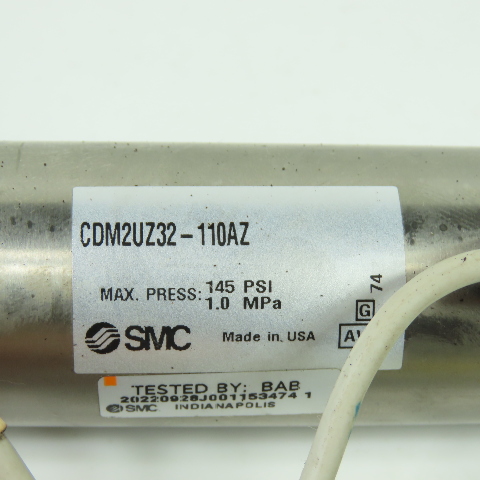 CDM2UZ32-110AZ
MAX. PRESS: 145 PSI
1.0 MPa
74
G
SMC
Made in. USA
TESTED BY: BAB
20220928J001153474 1
SMC INDIANAPOLIS